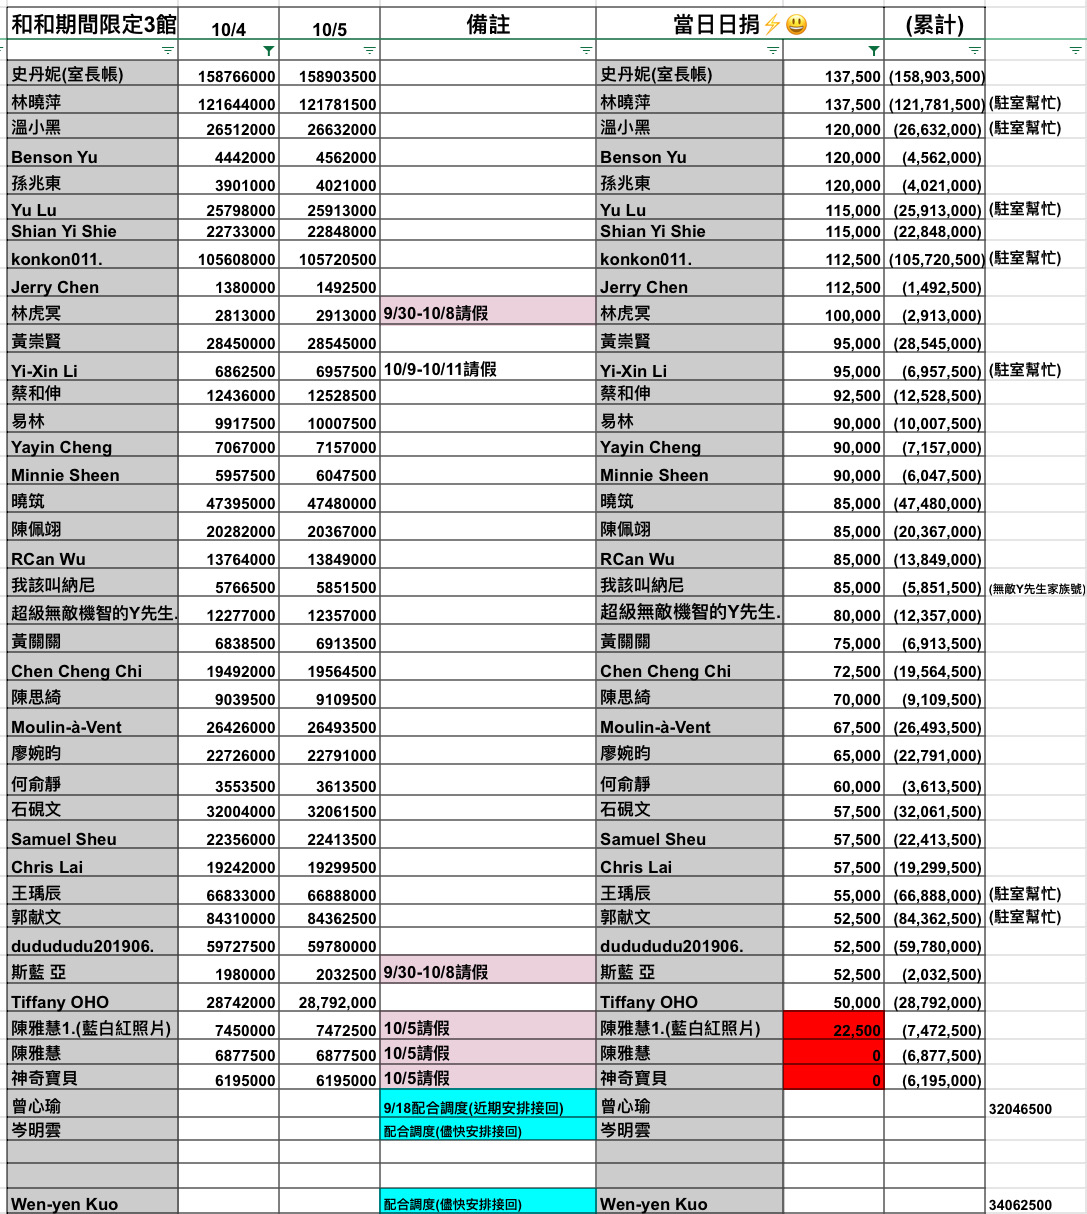 和和期間限定3館 10/4 10/5 備註 當日日捐⚡😃 (累計)
史丹妮(室長帳) 158766000 158903500 史丹妮(室長帳) 137,500 (158,903,500)
林曉萍 121644000 121781500 林曉萍 137,500 (121,781,500) (駐室幫忙)
溫小黑 26512000 26632000 溫小黑 120,000 (26,632,000) (駐室幫忙)
Benson Yu 4442000 4562000 Benson Yu 120,000 (4,562,000)
孫兆東 3901000 4021000 孫兆東 120,000 (4,021,000)
Yu Lu 25798000 25913000 Yu Lu 115,000 (25,913,000) (駐室幫忙)
Shian Yi Shie 22733000 22848000 Shian Yi Shie 115,000 (22,848,000)
konkon011. 105608000 105720500 konkon011. 112,500 (105,720,500) (駐室幫忙)
Jerry Chen 1380000 1492500 Jerry Chen 112,500 (1,492,500)
林虎冥 2813000 2913000 9/30-10/8請假 林虎冥 100,000 (2,913,000)
黃崇賢 28450000 28545000 黃崇賢 95,000 (28,545,000)
Yi-Xin Li 6862500 6957500 10/9-10/11請假 Yi-Xin Li 95,000 (6,957,500) (駐室幫忙)
蔡和伸 12436000 12528500 蔡和伸 92,500 (12,528,500)
易林 9917500 10007500 易林 90,000 (10,007,500)
Yayin Cheng 7067000 7157000 Yayin Cheng 90,000 (7,157,000)
Minnie Sheen 5957500 6047500 Minnie Sheen 90,000 (6,047,500)
曉筑 47395000 47480000 曉筑 85,000 (47,480,000)
陳佩翊 20282000 20367000 陳佩翊 85,000 (20,367,000)
RCan Wu 13764000 13849000 RCan Wu 85,000 (13,849,000)
我該叫納尼 5766500 5851500 我該叫納尼 85,000 (5,851,500) (無敵Y先生家族號)
超級無敵機智的Y先生. 12277000 12357000 超級無敵機智的Y先生. 80,000 (12,357,000)
黃關關 6838500 6913500 黃關關 75,000 (6,913,500)
Chen Cheng Chi 19492000 19564500 Chen Cheng Chi 72,500 (19,564,500)
陳思綺 9039500 9109500 陳思綺 70,000 (9,109,500)
Moulin-à-Vent 26426000 26493500 Moulin-à-Vent 67,500 (26,493,500)
廖婉昀 22726000 22791000 廖婉昀 65,000 (22,791,000)
何俞靜 3553500 3613500 何俞靜 60,000 (3,613,500)
石硯文 32004000 32061500 石硯文 57,500 (32,061,500)
Samuel Sheu 22356000 22413500 Samuel Sheu 57,500 (22,413,500)
Chris Lai 19242000 19299500 Chris Lai 57,500 (19,299,500)
王瑀辰 66833000 66888000 王瑀辰 55,000 (66,888,000) (駐室幫忙)
郭献文 84310000 84362500 郭献文 52,500 (84,362,500) (駐室幫忙)
dudududu201906. 59727500 59780000 dudududu201906. 52,500 (59,780,000)
斯藍 亞 1980000 2032500 9/30-10/8請假 斯藍 亞 52,500 (2,032,500)
Tiffany OHO 28742000 28,792,000 Tiffany OHO 50,000 (28,792,000)
陳雅慧1.(藍白紅照片) 7450000 7472500 10/5請假 陳雅慧1.(藍白紅照片) 22,500 (7,472,500)
陳雅慧 6877500 6877500 10/5請假 陳雅慧 0 (6,877,500)
神奇寶貝 6195000 6195000 10/5請假 神奇寶貝 0 (6,195,000)
曾心瑜 9/18配合調度(近期安排接回) 曾心瑜 32046500
岑明雲 配合調度(儘快安排接回) 岑明雲
Wen-yen Kuo 配合調度(儘快安排接回) Wen-yen Kuo 34062500